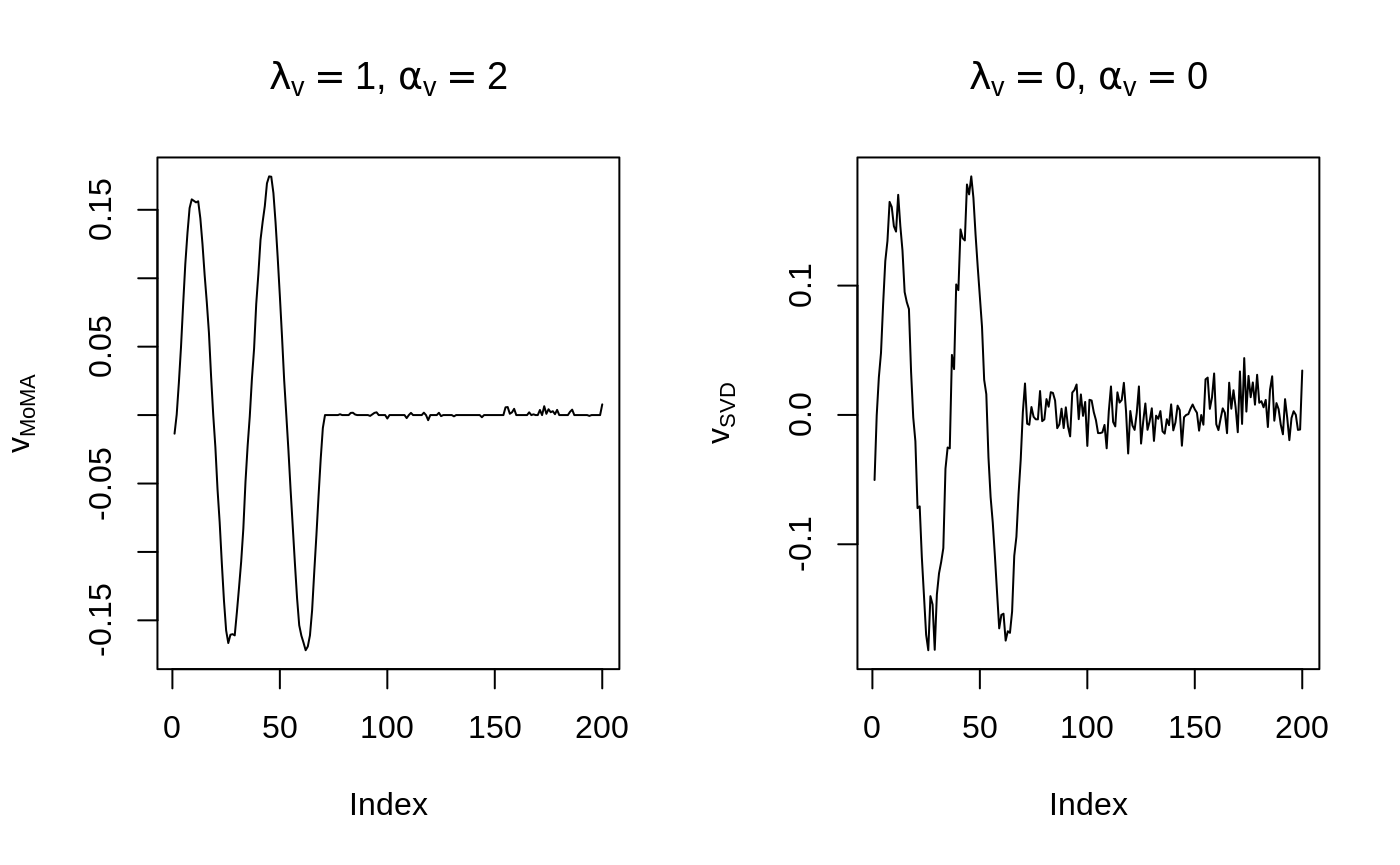 λv = 1, αv = 2
vMoMA
0.15
0.05
-0.05
-0.15
0 50 100 150 200
Index
λv = 0, αv = 0
vSVD
0.1
0.0
-0.1
0 50 100 150 200
Index